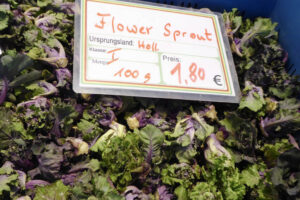 Flower Sprout
Ursprungsland: Holl
Klasse: I
Menge: 100 g
Preis:
1,80 €